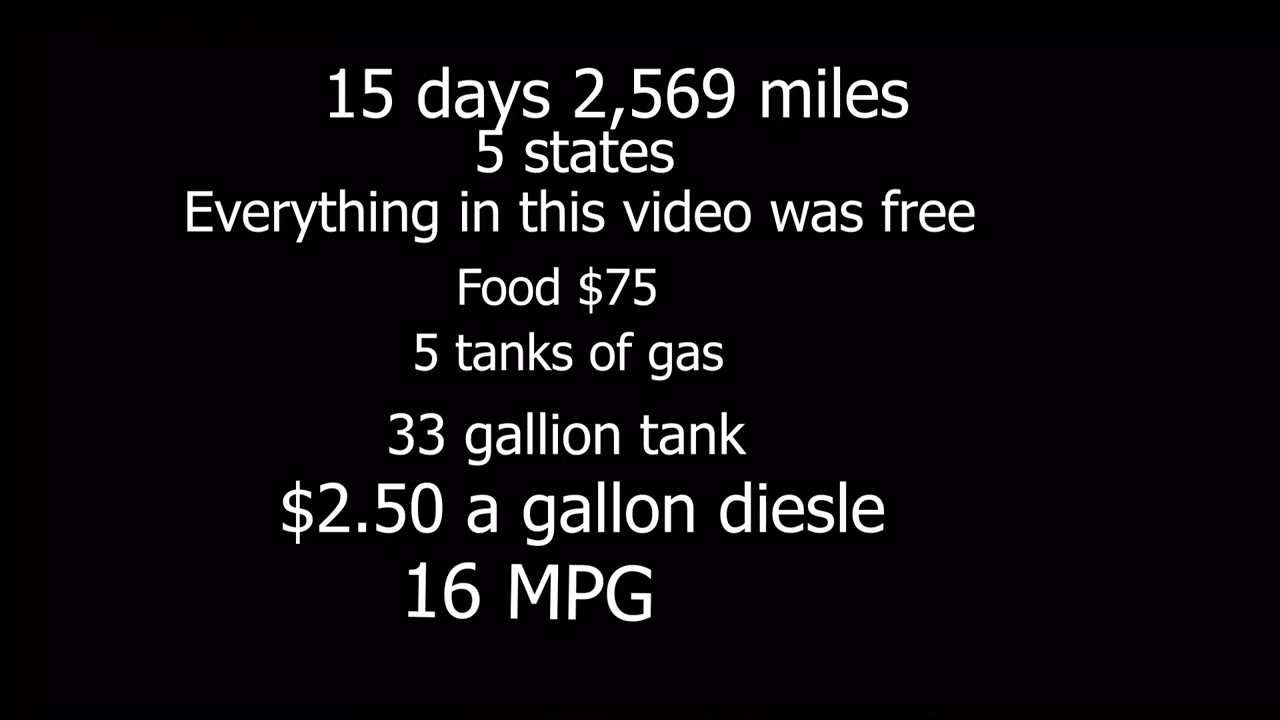 15 days 2,569 miles
5 states
Everything in this video was free
Food $75
5 tanks of gas
33 gallion tank
$2.50 a gallon diesle
16 MPG